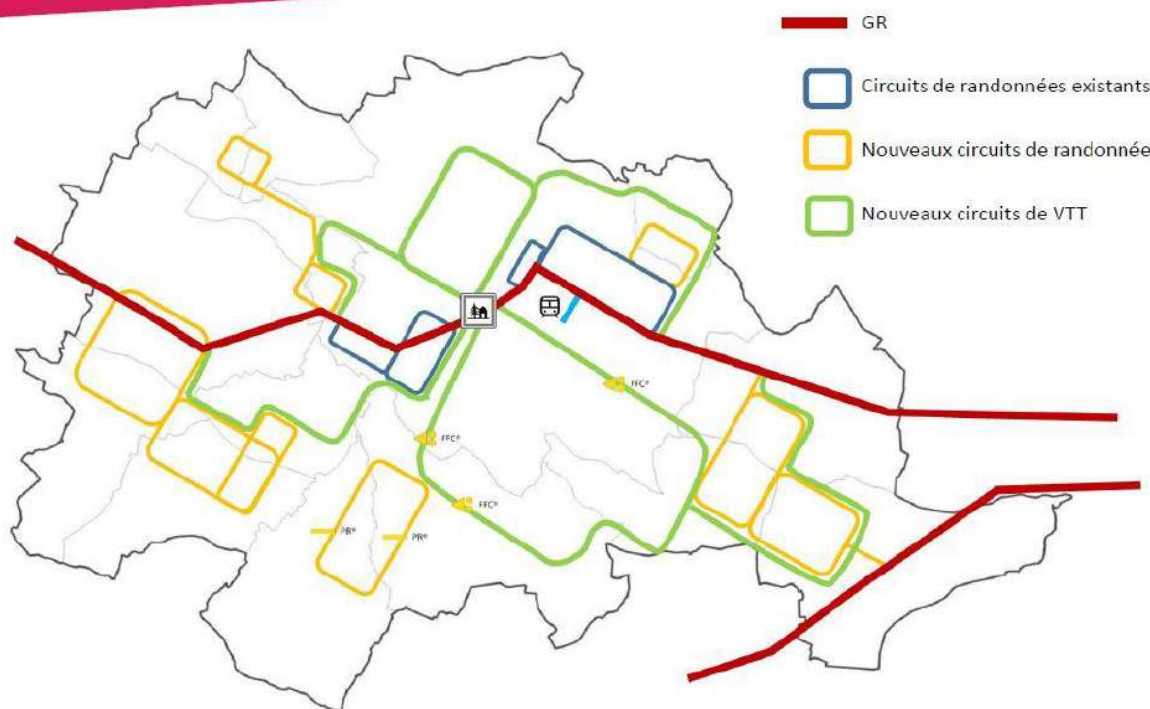 GR
Circuits de randonnées existants
Nouveaux circuits de randonnée
Nouveaux circuits de VTT
FFC®
FFC®
FFC®
PR®
PR®